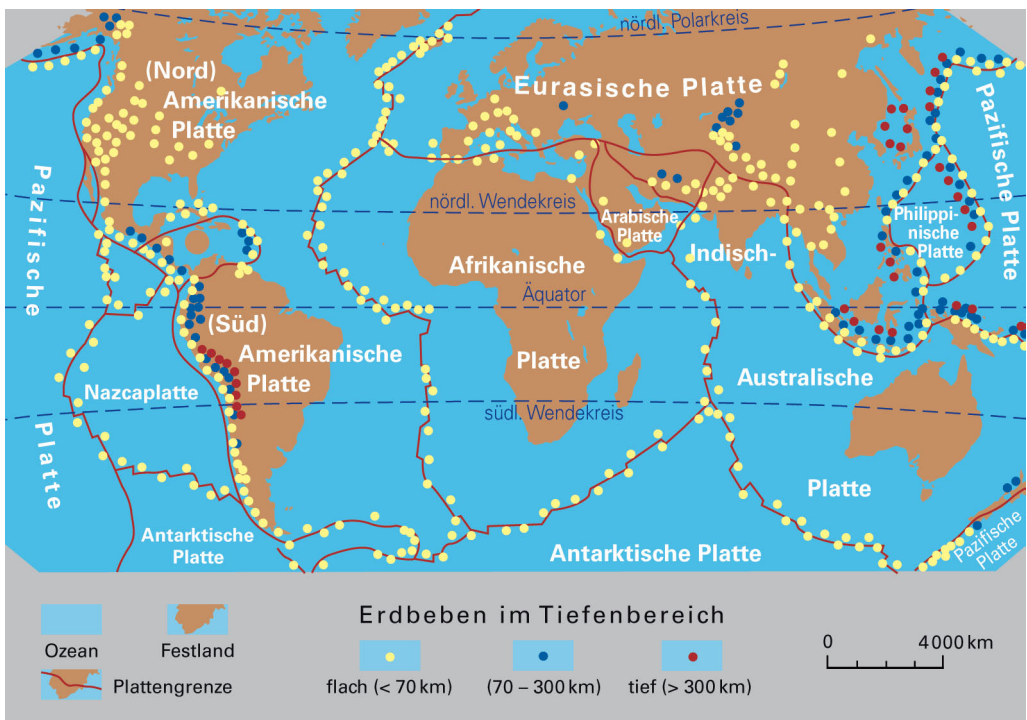 nördl. Polarkreis
(Nord)
Amerikanische
Platte
Eurasische Platte
Pazifische
Platte
Pazifische Platte
nördl. Wendekreis
Arabische
Platte
Philippi-
nische
Platte
Afrikanische
Platte
Indisch-
Australische
Platte
Äquator
(Süd)
Amerikanische
Platte
Nazcaplatte
südl. Wendekreis
Antarktische
Platte
Antarktische Platte
Pazifische
Platte
Erdbeben im Tiefenbereich
Ozean
Festland
Plattengrenze
flach (< 70 km)
(70 – 300 km)
tief (> 300 km)
0
4 000 km